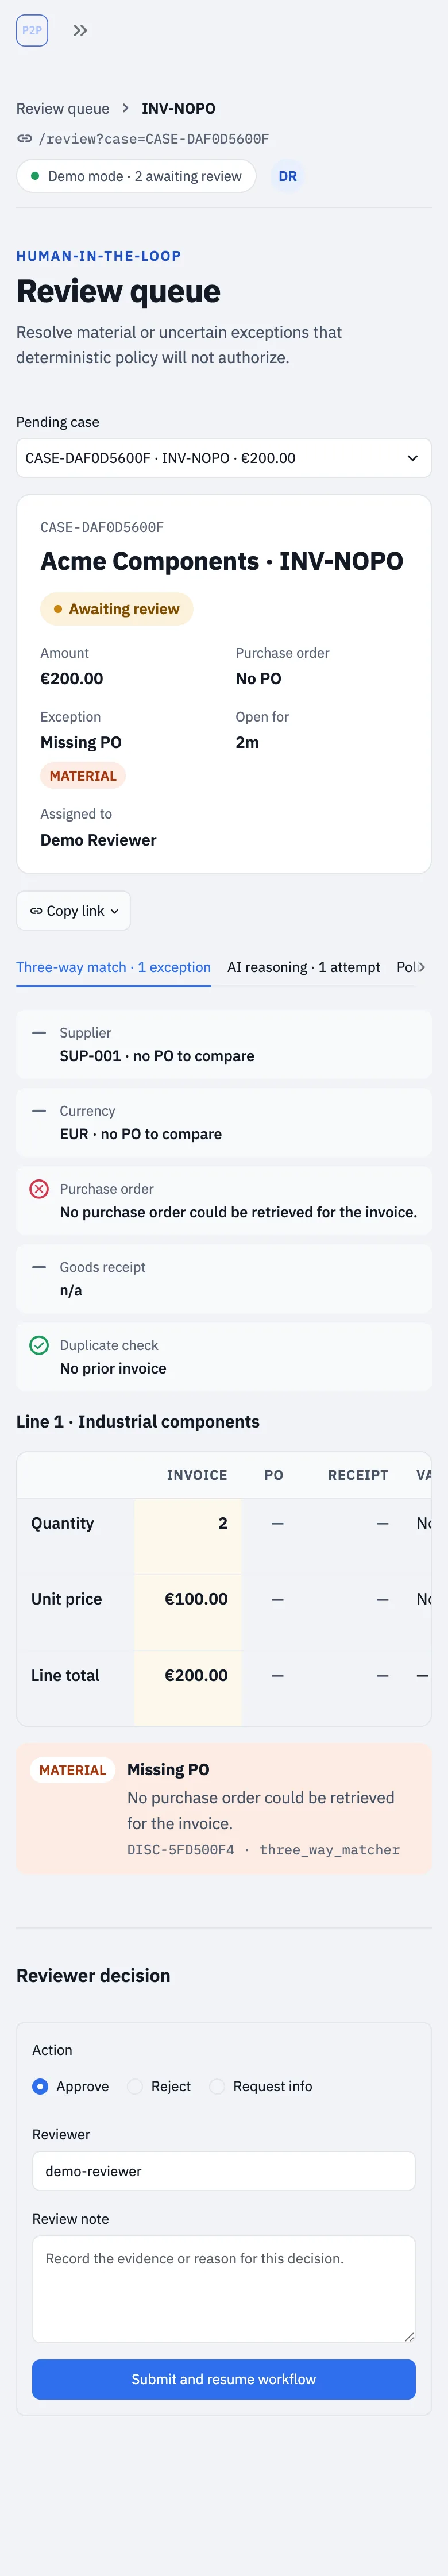 P2P
Review queue > INV-NOPO
/review?case=CASE-DAF0D5600F
Demo mode · 2 awaiting review DR
HUMAN-IN-THE-LOOP
Review queue
Resolve material or uncertain exceptions that
deterministic policy will not authorize.
Pending case
CASE-DAF0D5600F · INV-NOPO · €200.00
CASE-DAF0D5600F
Acme Components · INV-NOPO
Awaiting review
Amount Purchase order
€200.00 No PO
Exception Open for
Missing PO 2m
MATERIAL
Assigned to
Demo Reviewer
Copy link
Three-way match · 1 exception AI reasoning · 1 attempt Pol
Supplier
SUP-001 · no PO to compare
Currency
EUR · no PO to compare
Purchase order
No purchase order could be retrieved for the invoice.
Goods receipt
n/a
Duplicate check
No prior invoice
Line 1 · Industrial components
INVOICE PO RECEIPT VA
Quantity 2 — — No
Unit price €100.00 — — No
Line total €200.00 — — —
MATERIAL Missing PO
No purchase order could be retrieved
for the invoice.
DISC-5FD500F4 · three_way_matcher
Reviewer decision
Action
Approve Reject Request info
Reviewer
demo-reviewer
Review note
Record the evidence or reason for this decision.
Submit and resume workflow